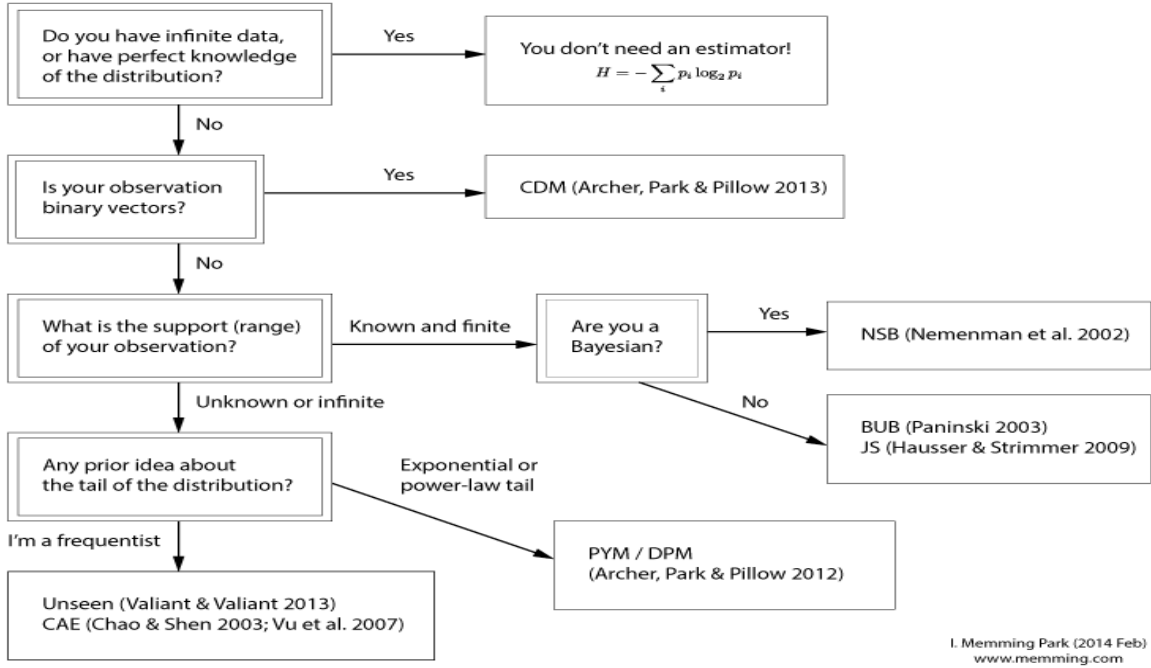 Do you have infinite data,
or have perfect knowledge
of the distribution?
Yes
You don't need an estimator!
H = − ∑ᵢ pᵢ log₂ pᵢ
No
Is your observation
binary vectors?
Yes
CDM (Archer, Park & Pillow 2013)
No
What is the support (range)
of your observation?
Known and finite
Are you a
Bayesian?
Yes
NSB (Nemenman et al. 2002)
No
BUB (Paninski 2003)
JS (Hausser & Strimmer 2009)
Unknown or infinite
Any prior idea about
the tail of the distribution?
Exponential or
power-law tail
PYM / DPM
(Archer, Park & Pillow 2012)
I'm a frequentist
Unseen (Valiant & Valiant 2013)
CAE (Chao & Shen 2003; Vu et al. 2007)
I. Memming Park (2014 Feb)
www.memming.com